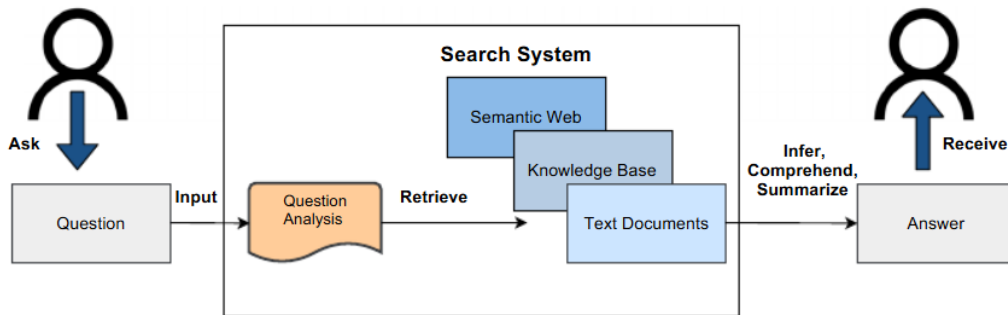 Search System
Semantic Web
Ask
Receive
Infer,
Comprehend,
Summarize
Knowledge Base
Question
Input
Question
Analysis
Retrieve
Text Documents
Answer